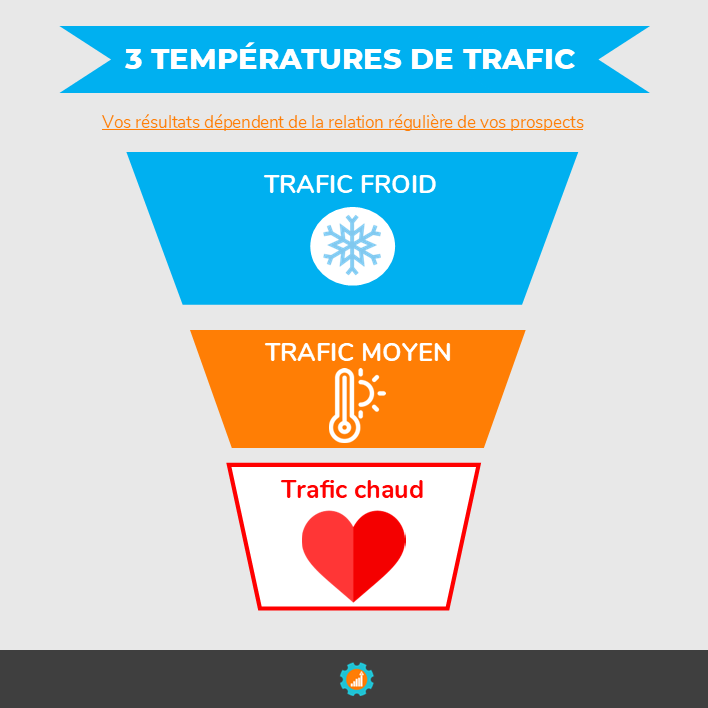 3 TEMPÉRATURES DE TRAFIC
Vos résultats dépendent de la relation régulière de vos prospects
TRAFIC FROID
TRAFIC MOYEN
Trafic chaud